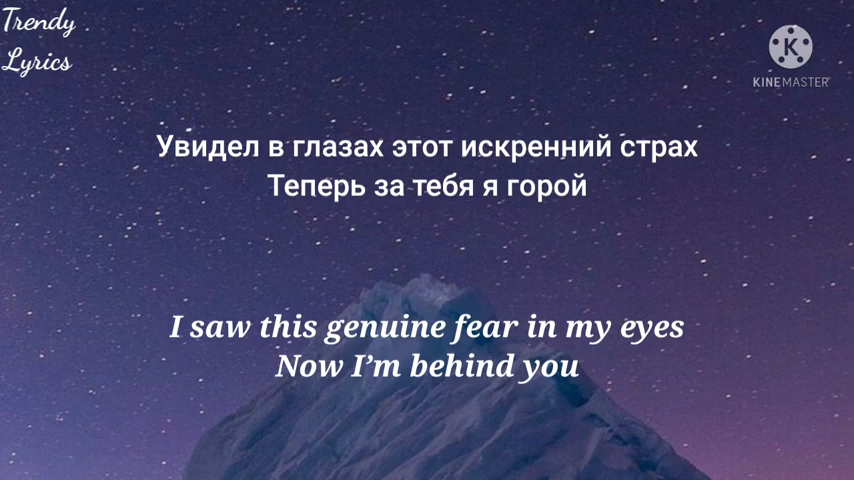 Trendy
Lyrics
K
KINEMASTER
Увидел в глазах этот искренний страх
Теперь за тебя я горой
I saw this genuine fear in my eyes
Now I'm behind you